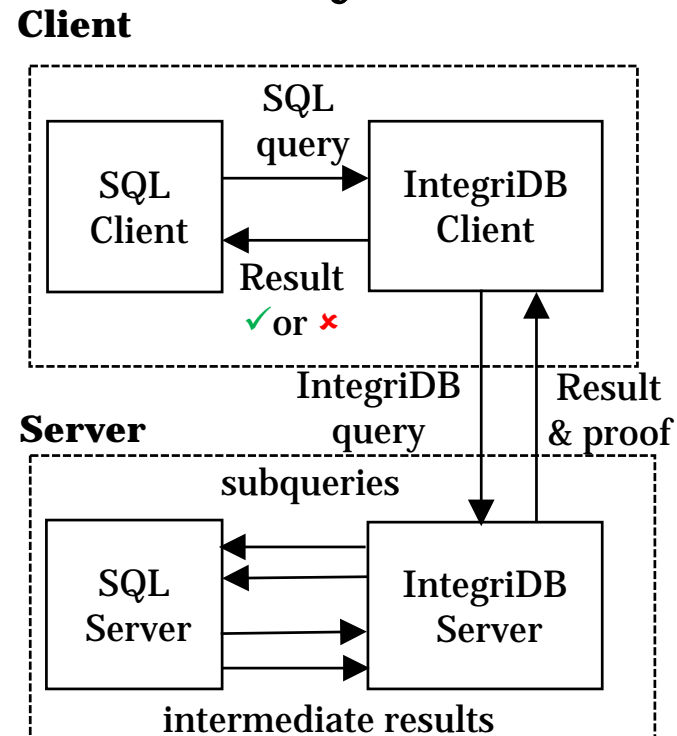 Client
SQL
query
SQL
Client
IntegriDB
Client
Result
✓or ✗
IntegriDB
query
Result
& proof
Server
subqueries
SQL
Server
IntegriDB
Server
intermediate results